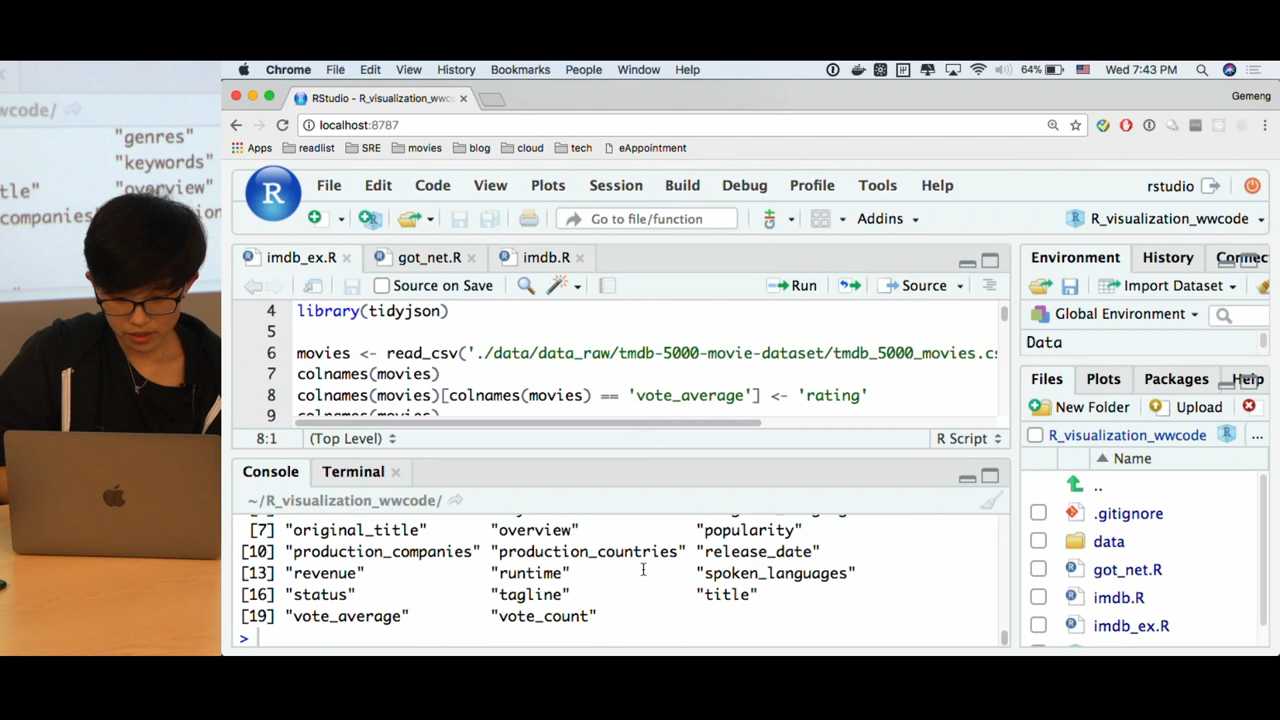 Chrome File Edit View History Bookmarks People Window Help 64% Wed 7:43 PM
RStudio - R_visualization_wwco
Gemeng
localhost:8787
Apps readlist SRE movies blog cloud tech eAppointment
R File Edit Code View Plots Session Build Debug Profile Tools Help rstudio
Go to file/function Addins R_visualization_wwcode
imdb_ex.R got_net.R imdb.R
Source on Save Run Source
4 library(tidyjson)
5
6 movies <- read_csv('./data/data_raw/tmdb-5000-movie-dataset/tmdb_5000_movies.cs
7 colnames(movies)
8 colnames(movies)[colnames(movies) == 'vote_average'] <- 'rating'
9 colnames(movies)
8:1 (Top Level) R Script
Console Terminal
~/R_visualization_wwcode/
[7] "original_title" "overview" "popularity"
[10] "production_companies" "production_countries" "release_date"
[13] "revenue" "runtime" "spoken_languages"
[16] "status" "tagline" "title"
[19] "vote_average" "vote_count"
>
Environment History Connec
Import Dataset
Global Environment
Data
Files Plots Packages Help
New Folder Upload
R_visualization_wwcode ...
Name
..
.gitignore
data
got_net.R
imdb.R
imdb_ex.R
wcode/
"genres"
"keywords"
tle" "overview"
companies"